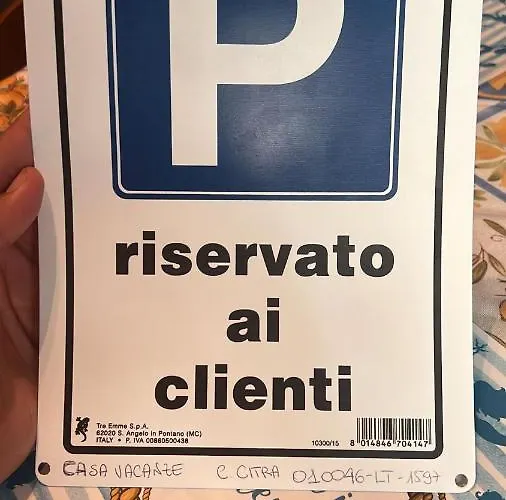 P
riservato
ai
clienti
Tre Emme S.p.A.
62020 S. Angelo in Pontano (MC)
ITALY • P. IVA 00860500438
10300/15
8 014846 704147
CASA VACANZE C. CITRA 010046-LT-1597